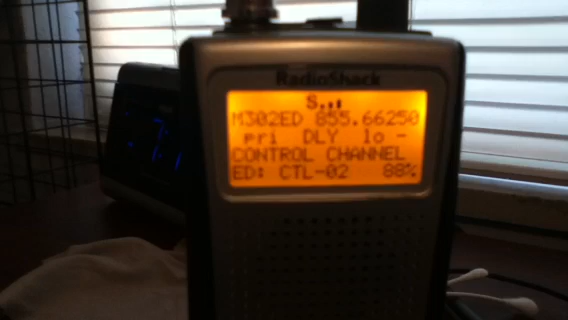 RadioShack
S
M302ED 855.66250
pri DLY lo -
CONTROL CHANNEL
ED: CTL-02 88%